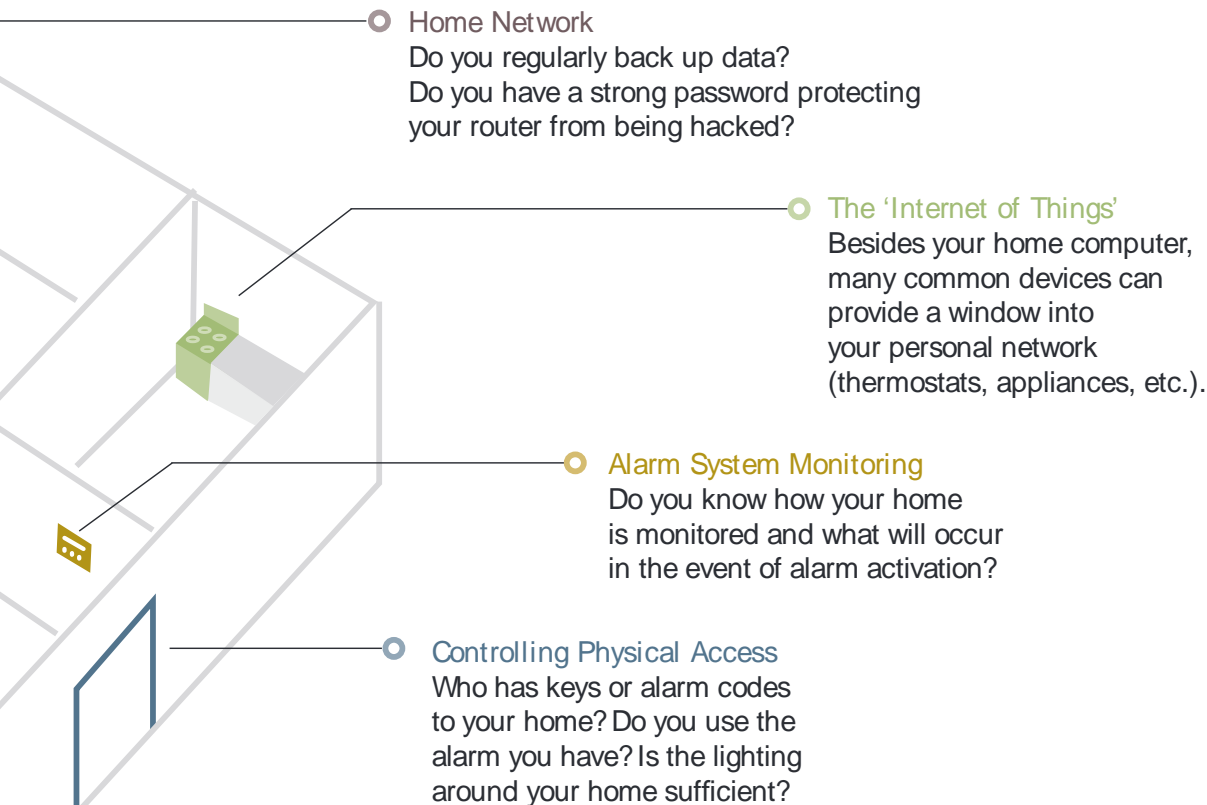 Home Network
Do you regularly back up data?
Do you have a strong password protecting
your router from being hacked?
The ‘Internet of Things’
Besides your home computer,
many common devices can
provide a window into
your personal network
(thermostats, appliances, etc.).
Alarm System Monitoring
Do you know how your home
is monitored and what will occur
in the event of alarm activation?
Controlling Physical Access
Who has keys or alarm codes
to your home? Do you use the
alarm you have? Is the lighting
around your home sufficient?